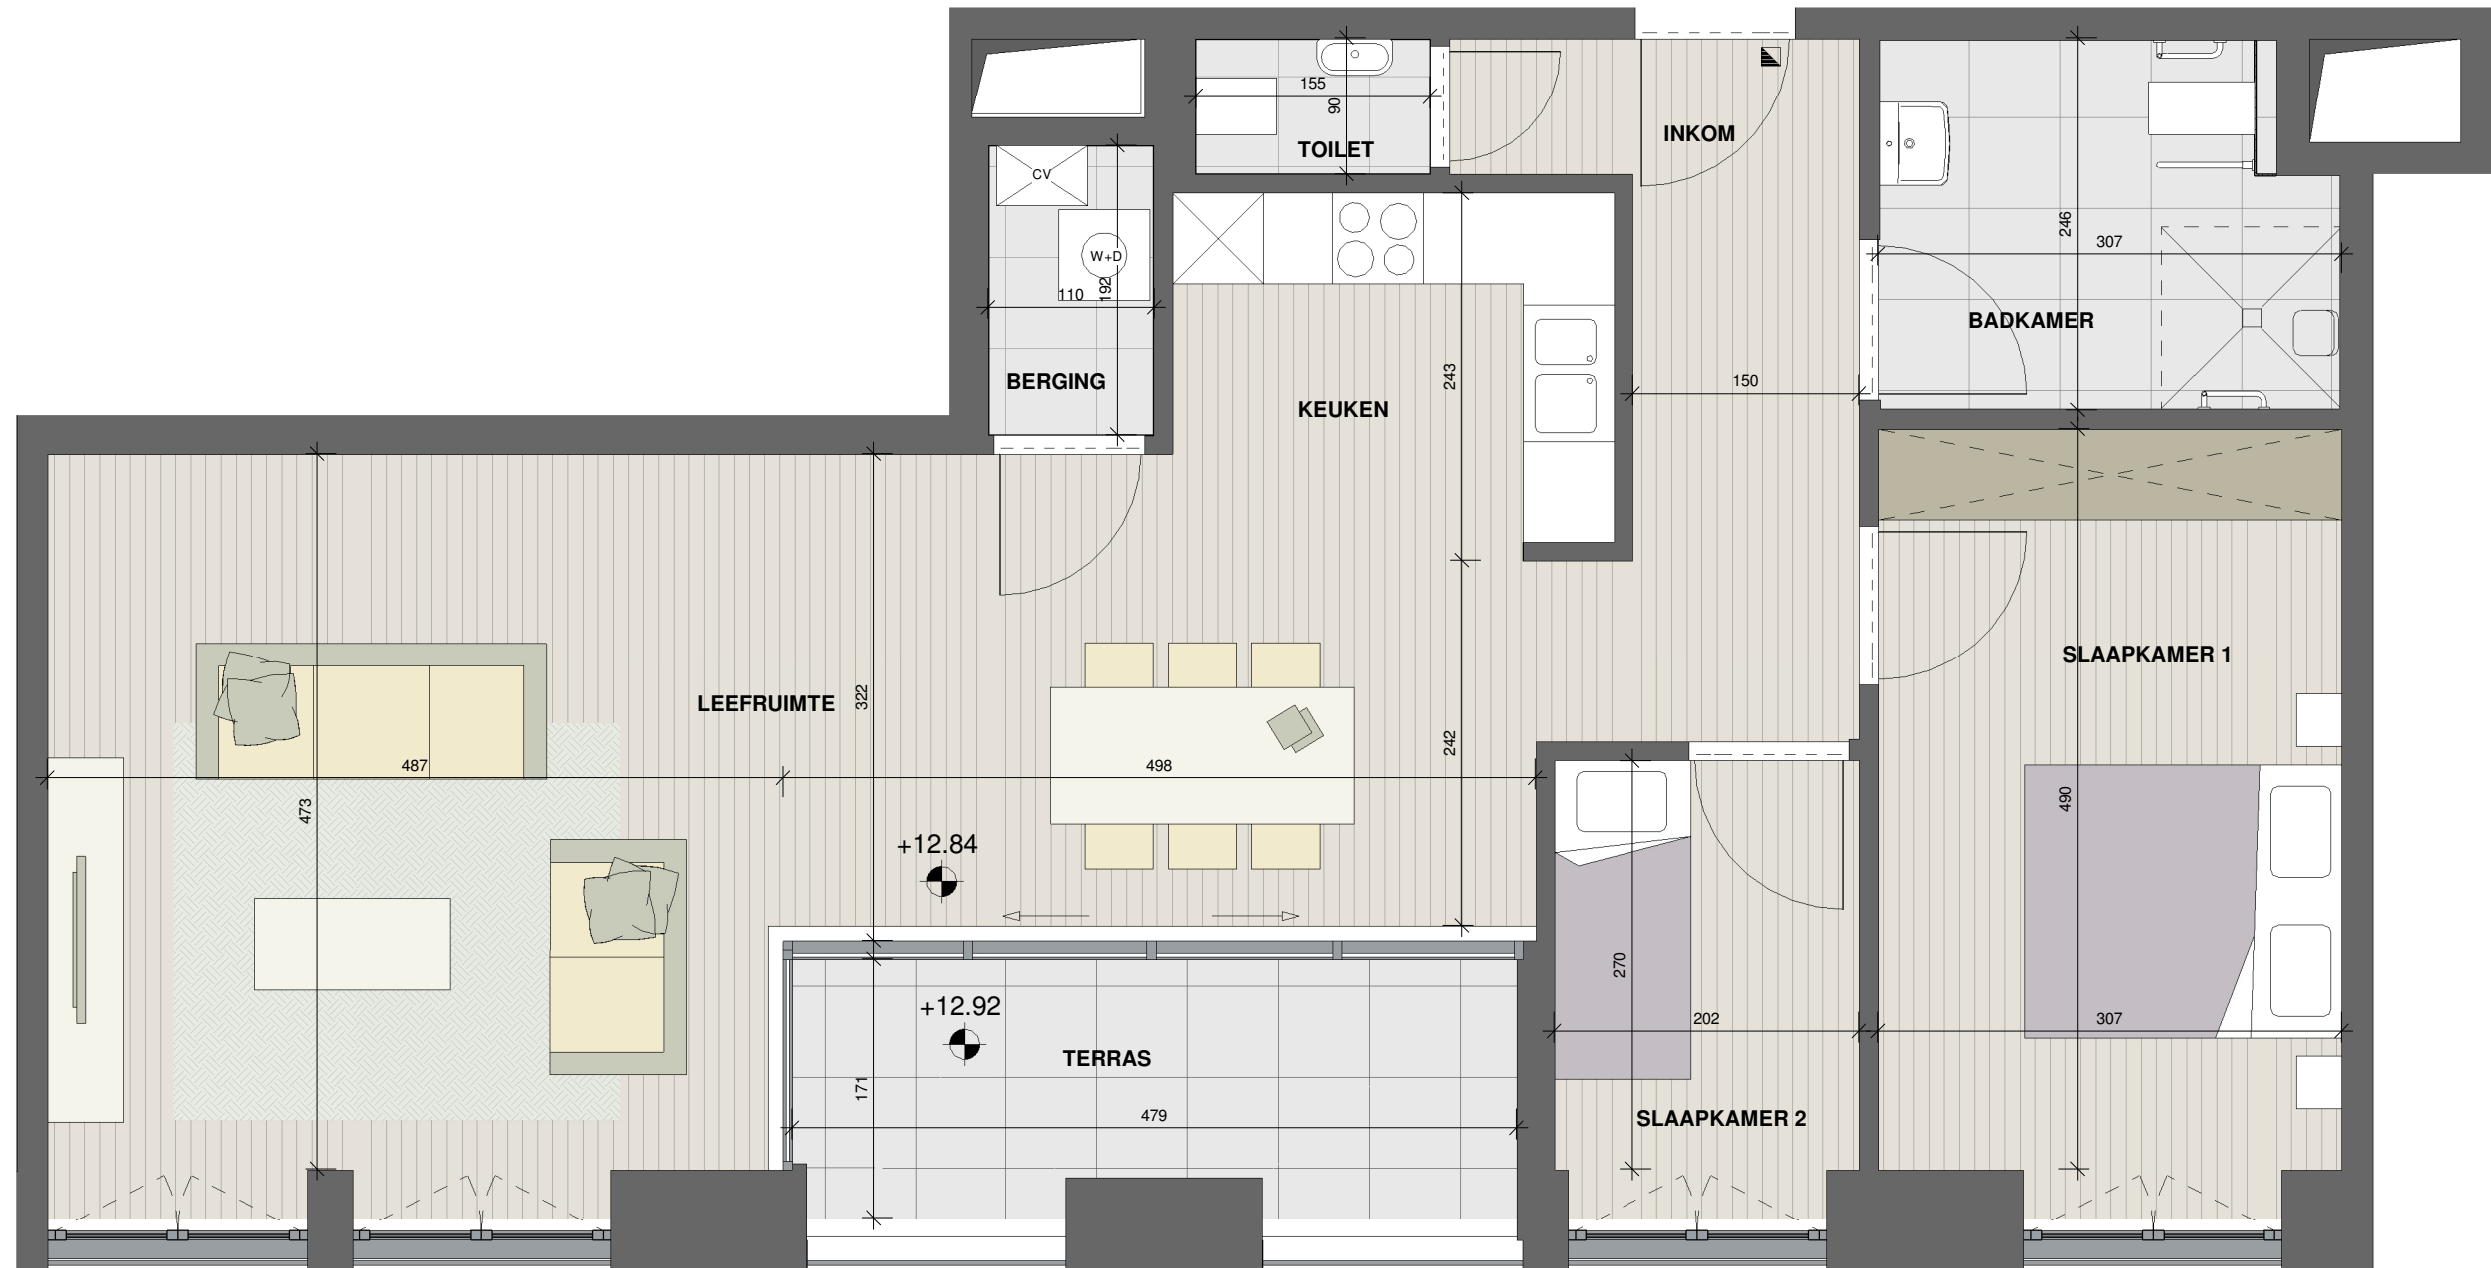 155
90
TOILET
INKOM
CV
W+D
192
110
BERGING
246
307
BADKAMER
243
KEUKEN
150
SLAAPKAMER 1
LEEFRUIMTE
322
242
487
498
473
490
+12.84
270
+12.92
202
307
TERRAS
171
479
SLAAPKAMER 2